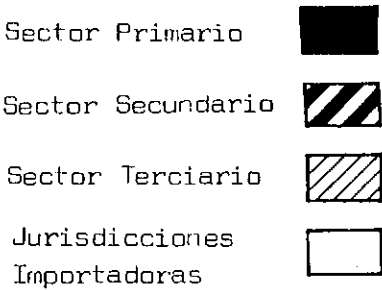 Sector Primario
Sector Secundario
Sector Terciario
Jurisdicciones
Importadoras